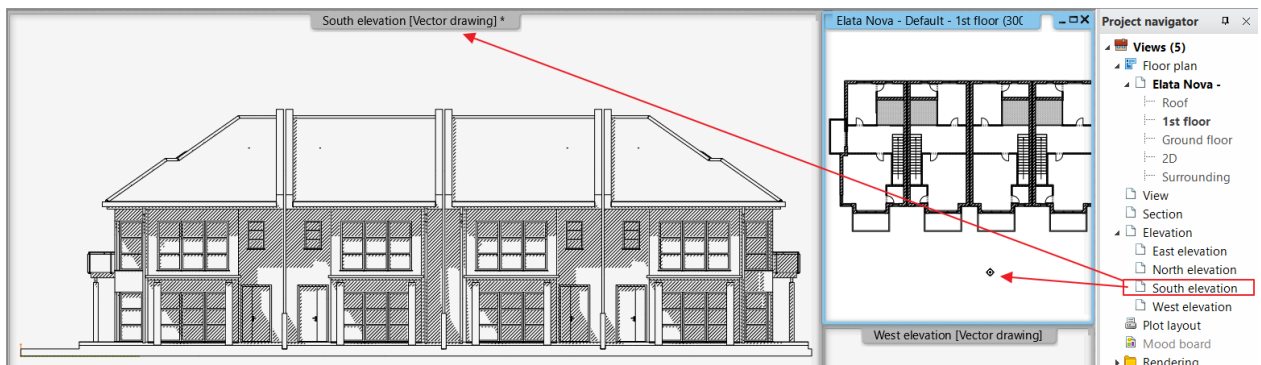 South elevation [Vector drawing] *
Elata Nova - Default - 1st floor (300
Project navigator
Views (5)
Floor plan
Elata Nova -
Roof
1st floor
Ground floor
2D
Surrounding
View
Section
Elevation
East elevation
North elevation
South elevation
West elevation
Plot layout
Mood board
Rendering
West elevation [Vector drawing]